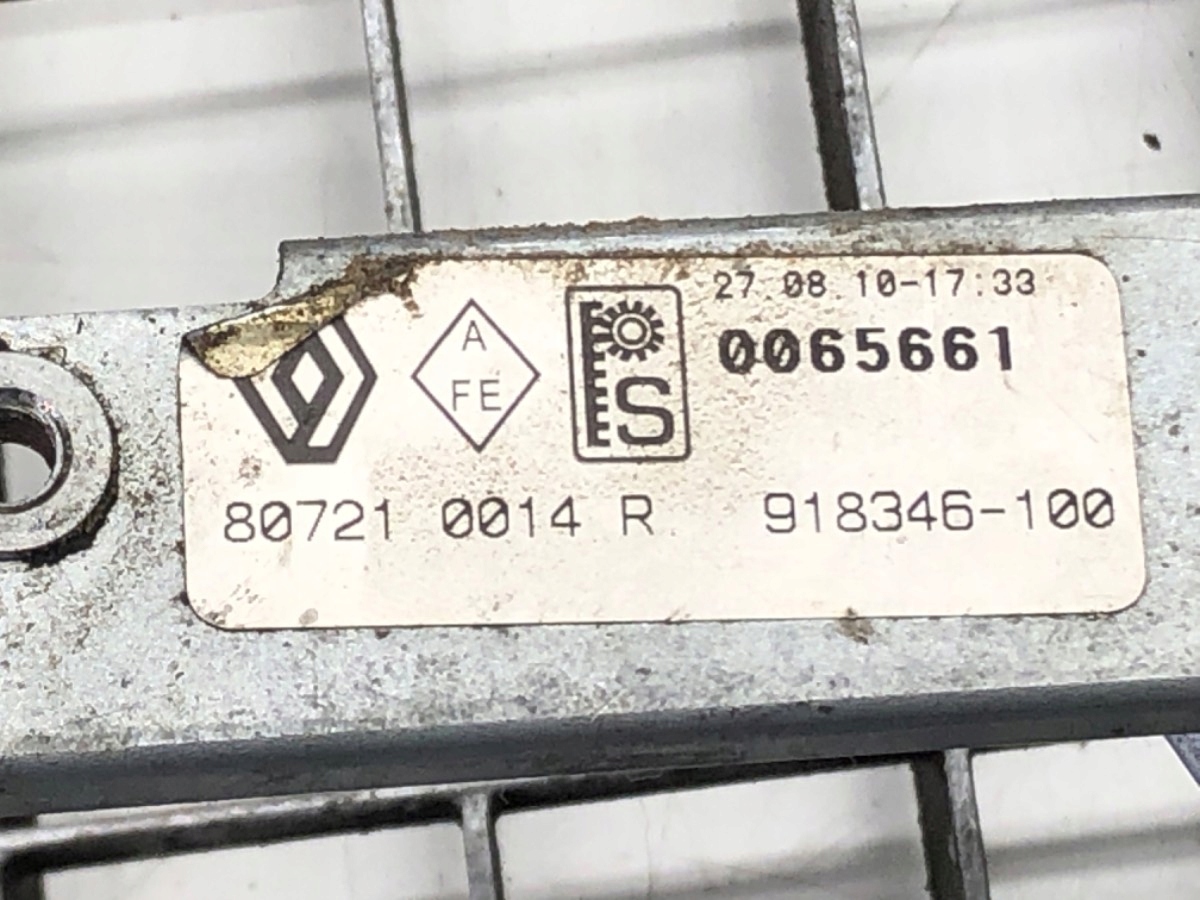 27 08 10-17:33
0065661
A
FE
S
80721 0014 R 918346-100